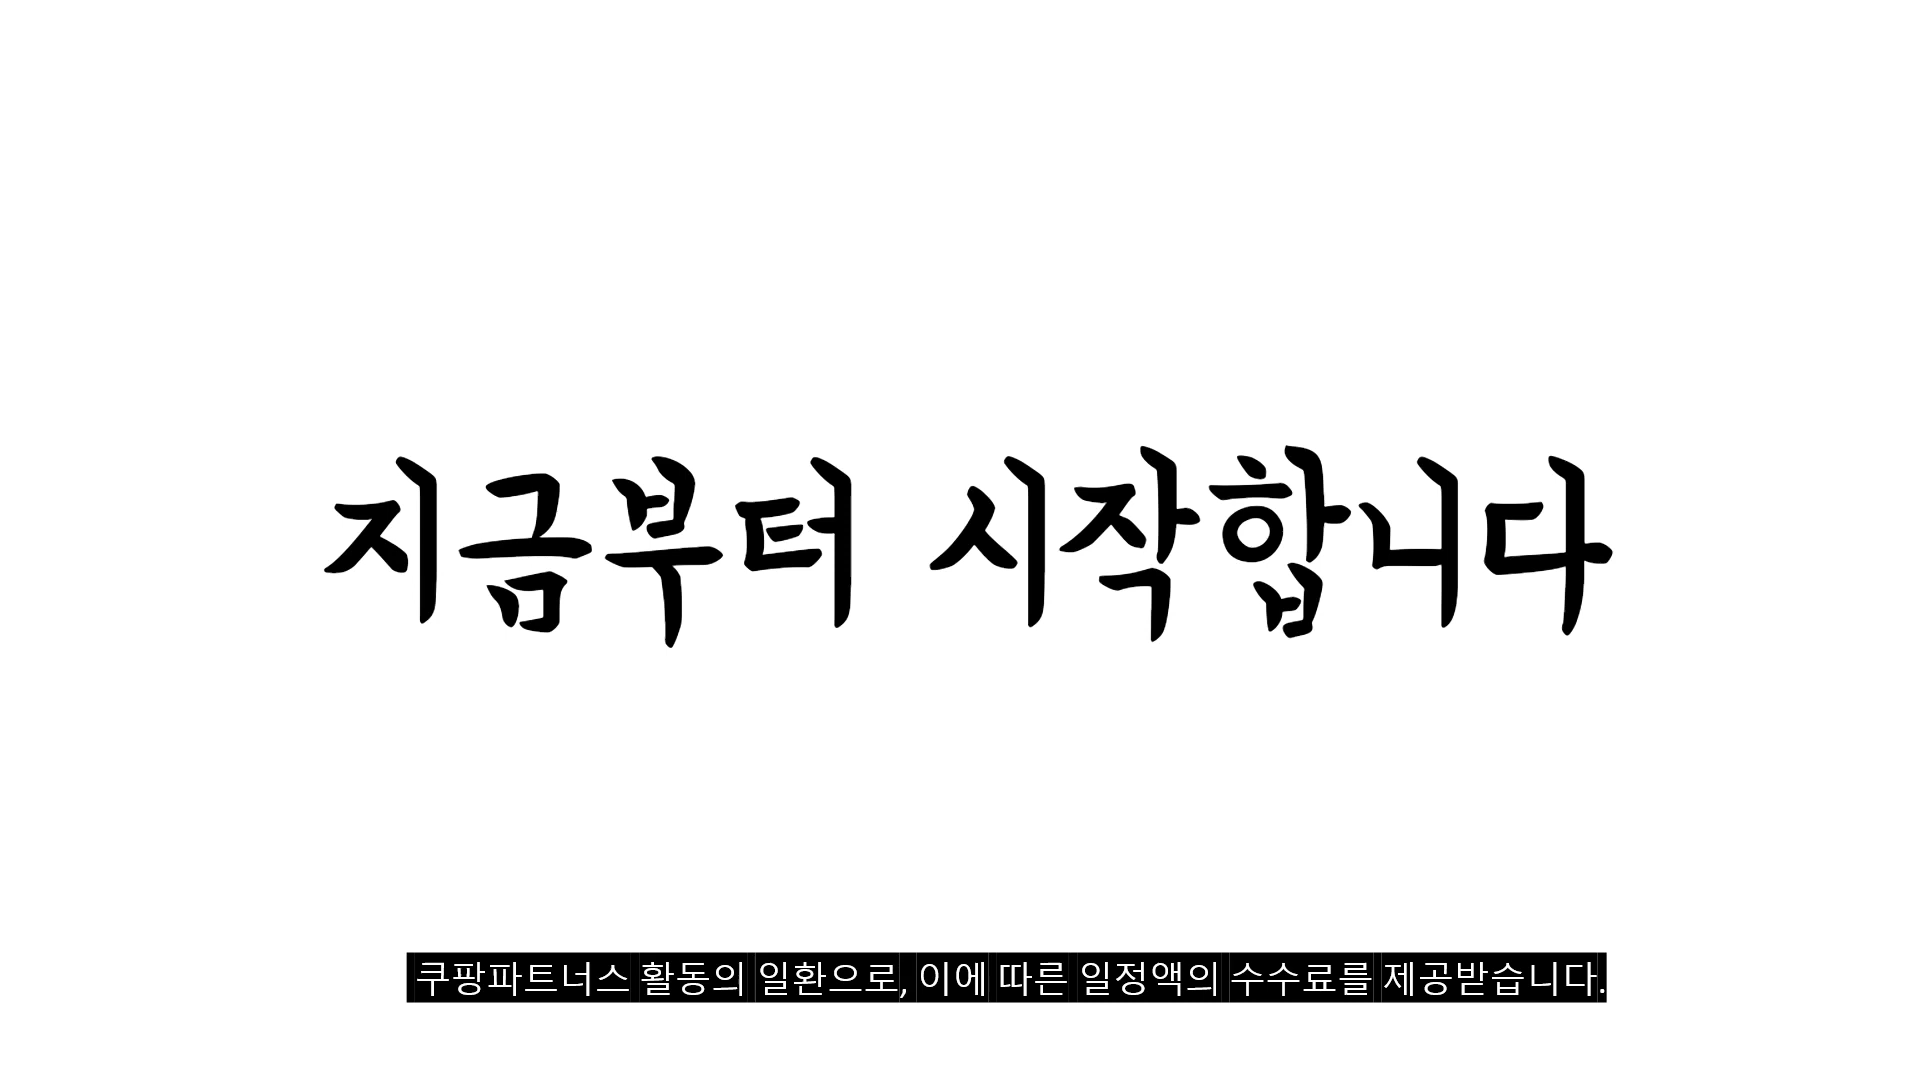 지금부터 시작합니다
쿠팡파트너스 활동의 일환으로, 이에 따른 일정액의 수수료를 제공받습니다.